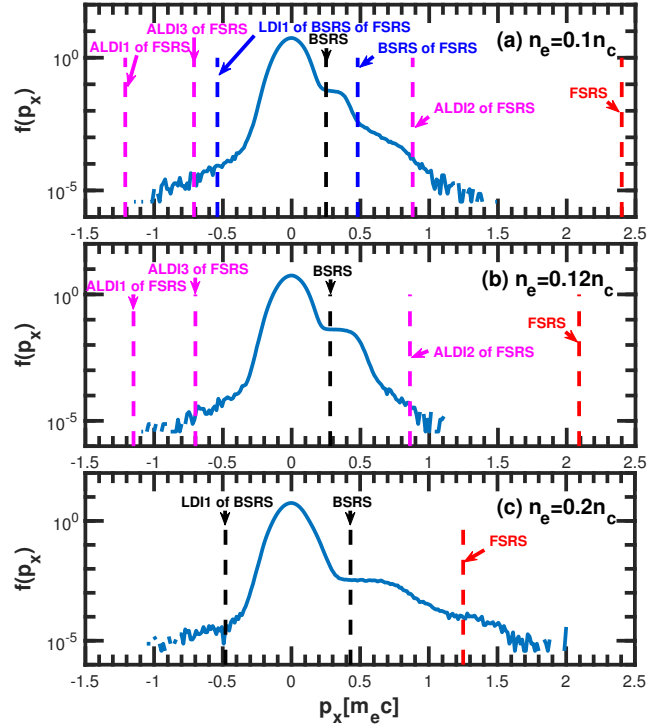 ALDI3 of FSRS
LDI1 of BSRS of FSRS
BSRS
(a) n_e=0.1n_c
ALDI1 of FSRS
BSRS of FSRS
FSRS
ALDI2 of FSRS
f(p_x)
10^0
10^-5
-1.5 -1 -0.5 0 0.5 1 1.5 2 2.5
ALDI3 of FSRS
BSRS
(b) n_e=0.12n_c
ALDI1 of FSRS
FSRS
ALDI2 of FSRS
f(p_x)
10^0
10^-5
-1.5 -1 -0.5 0 0.5 1 1.5 2 2.5
LDI1 of BSRS
BSRS
(c) n_e=0.2n_c
FSRS
f(p_x)
10^0
10^-5
-1.5 -1 -0.5 0 0.5 1 1.5 2 2.5
p_x[m_ec]